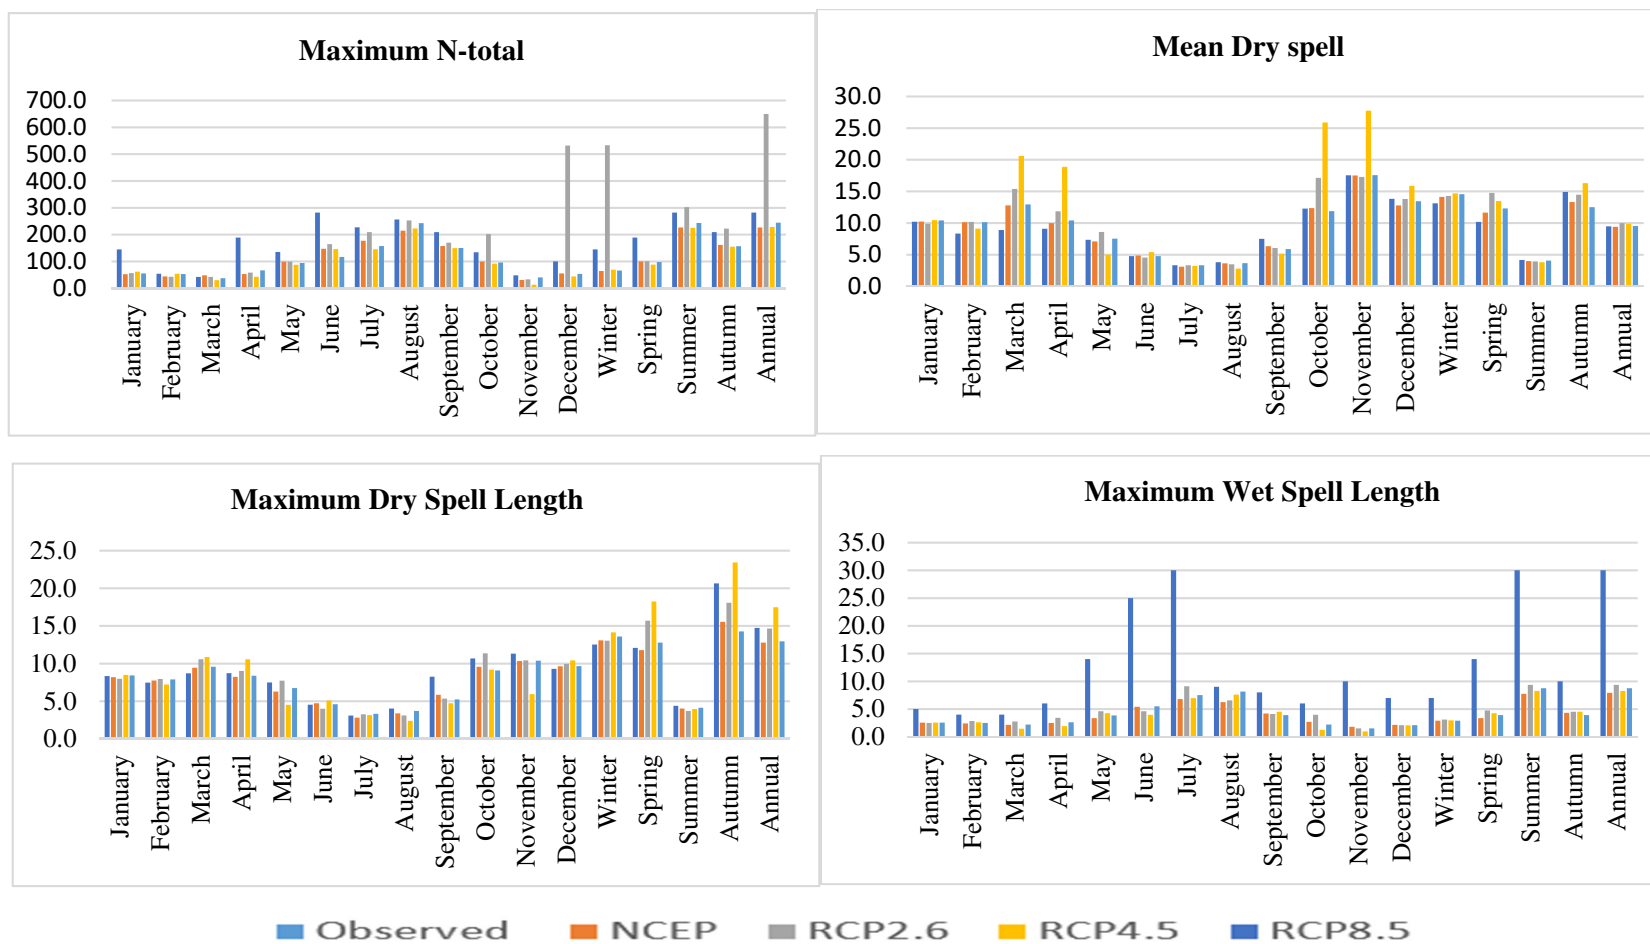 Maximum N-total
700.0
600.0
500.0
400.0
300.0
200.0
100.0
0.0
January
February
March
April
May
June
July
August
September
October
November
December
Winter
Spring
Summer
Autumn
Annual
Mean Dry spell
30.0
25.0
20.0
15.0
10.0
5.0
0.0
January
February
March
April
May
June
July
August
September
October
November
December
Winter
Spring
Summer
Autumn
Annual
Maximum Dry Spell Length
25.0
20.0
15.0
10.0
5.0
0.0
January
February
March
April
May
June
July
August
September
October
November
December
Winter
Spring
Summer
Autumn
Annual
Maximum Wet Spell Length
35.0
30.0
25.0
20.0
15.0
10.0
5.0
0.0
January
February
March
April
May
June
July
August
September
October
November
December
Winter
Spring
Summer
Autumn
Annual
Observed NCEP RCP2.6 RCP4.5 RCP8.5